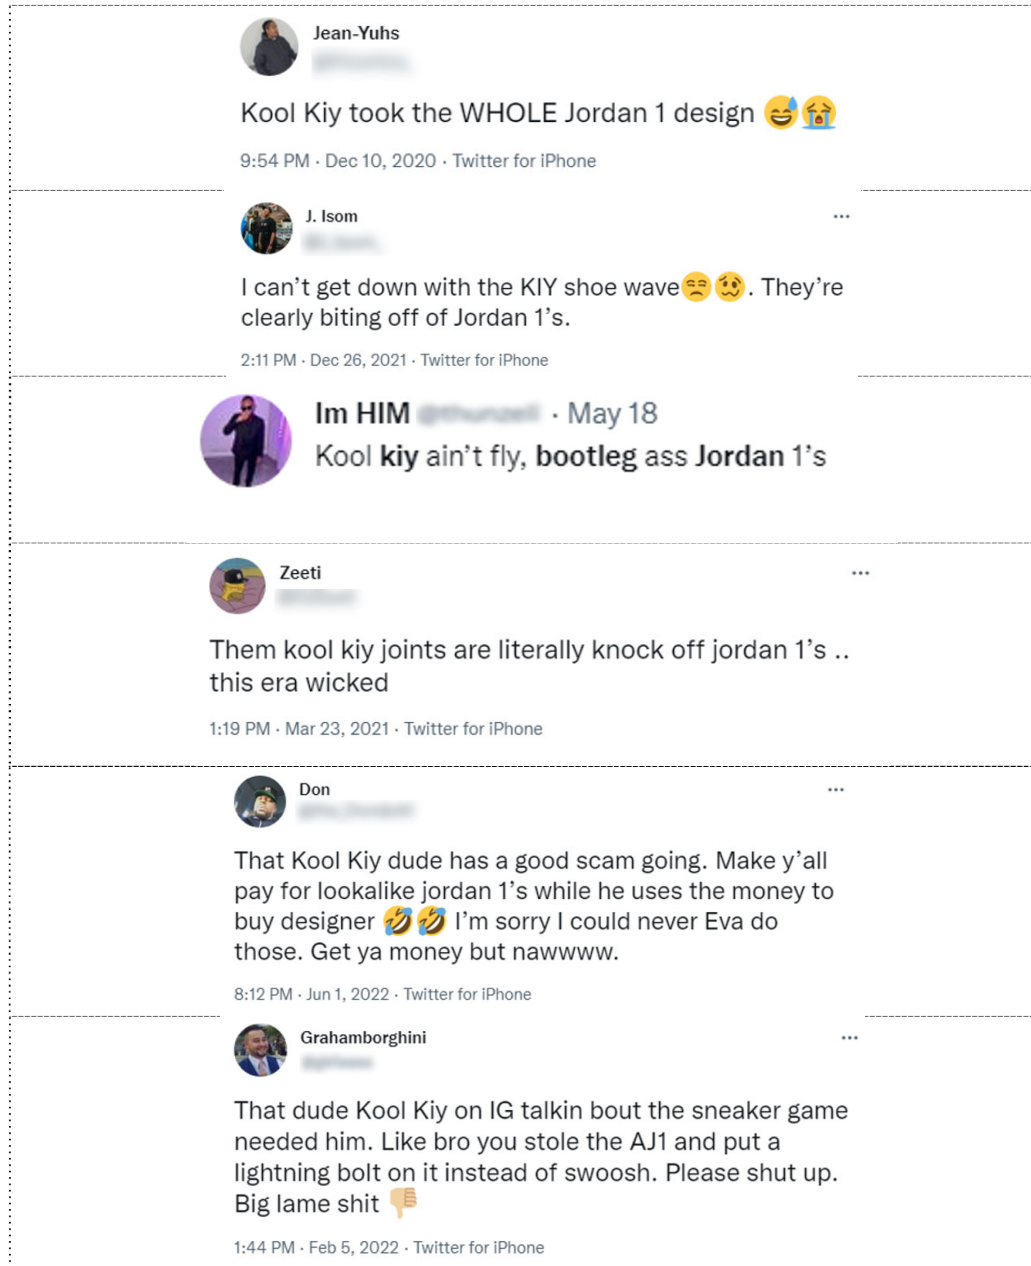 Jean-Yuhs
Kool Kiy took the WHOLE Jordan 1 design 😅😭
9:54 PM · Dec 10, 2020 · Twitter for iPhone
J. Isom
I can’t get down with the KIY shoe wave😒🥴. They’re
clearly biting off of Jordan 1’s.
2:11 PM · Dec 26, 2021 · Twitter for iPhone
Im HIM · May 18
Kool kiy ain’t fly, bootleg ass Jordan 1’s
Zeeti
Them kool kiy joints are literally knock off jordan 1’s ..
this era wicked
1:19 PM · Mar 23, 2021 · Twitter for iPhone
Don
That Kool Kiy dude has a good scam going. Make y’all
pay for lookalike jordan 1’s while he uses the money to
buy designer 🤣🤣 I’m sorry I could never Eva do
those. Get ya money but nawwww.
8:12 PM · Jun 1, 2022 · Twitter for iPhone
Grahamborghini
That dude Kool Kiy on IG talkin bout the sneaker game
needed him. Like bro you stole the AJ1 and put a
lightning bolt on it instead of swoosh. Please shut up.
Big lame shit 👎🏼
1:44 PM · Feb 5, 2022 · Twitter for iPhone